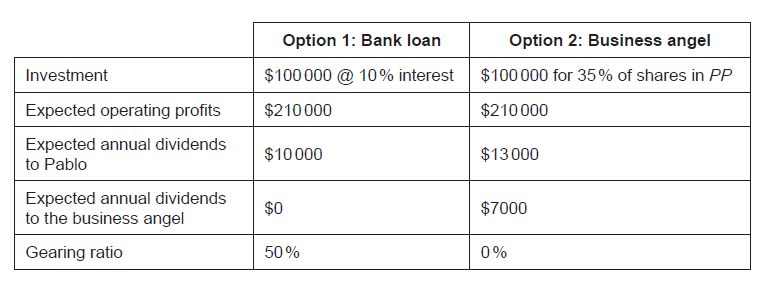 Option 1: Bank loan Option 2: Business angel
Investment $100 000 @ 10% interest $100 000 for 35% of shares in PP
Expected operating profits $210 000 $210 000
Expected annual dividends
to Pablo $10 000 $13 000
Expected annual dividends
to the business angel $0 $7000
Gearing ratio 50% 0%